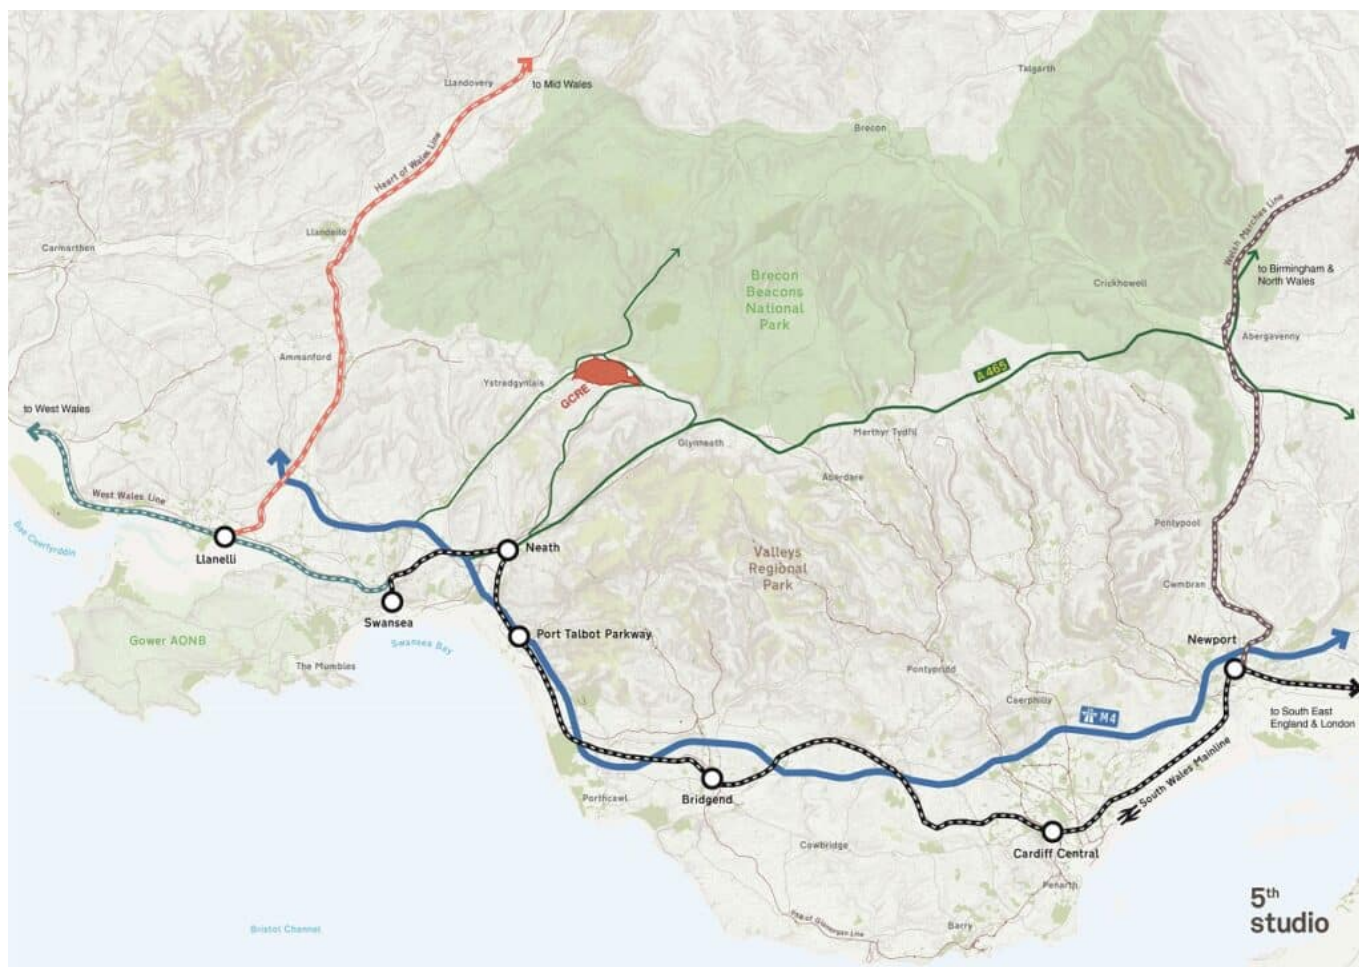 Talgarth
Llandovery
to Mid Wales
Brecon
Heart of Wales Line
Welsh Marches Line
Llandeilo
Carmarthen
to Birmingham &
North Wales
Brecon
Beacons
National
Park
Crickhowell
Abergavenny
Ammanford
Ystradgynlais
GCRE
A 465
to West Wales
Glynneath
Merthyr Tydfil
Aberdare
West Wales Line
Bae Caerfyrddin
Llanelli
Neath
Valleys
Regional
Park
Pontypool
Cwmbran
Swansea
Gower AONB
Swansea Bay
The Mumbles
Port Talbot Parkway
Newport
Pontypridd
Caerphilly
M4
to South East
England & London
South Wales Mainline
Bridgend
Porthcawl
Cowbridge
Cardiff Central
Penarth
Vale of Glamorgan Line
Barry
Bristol Channel
5th
studio